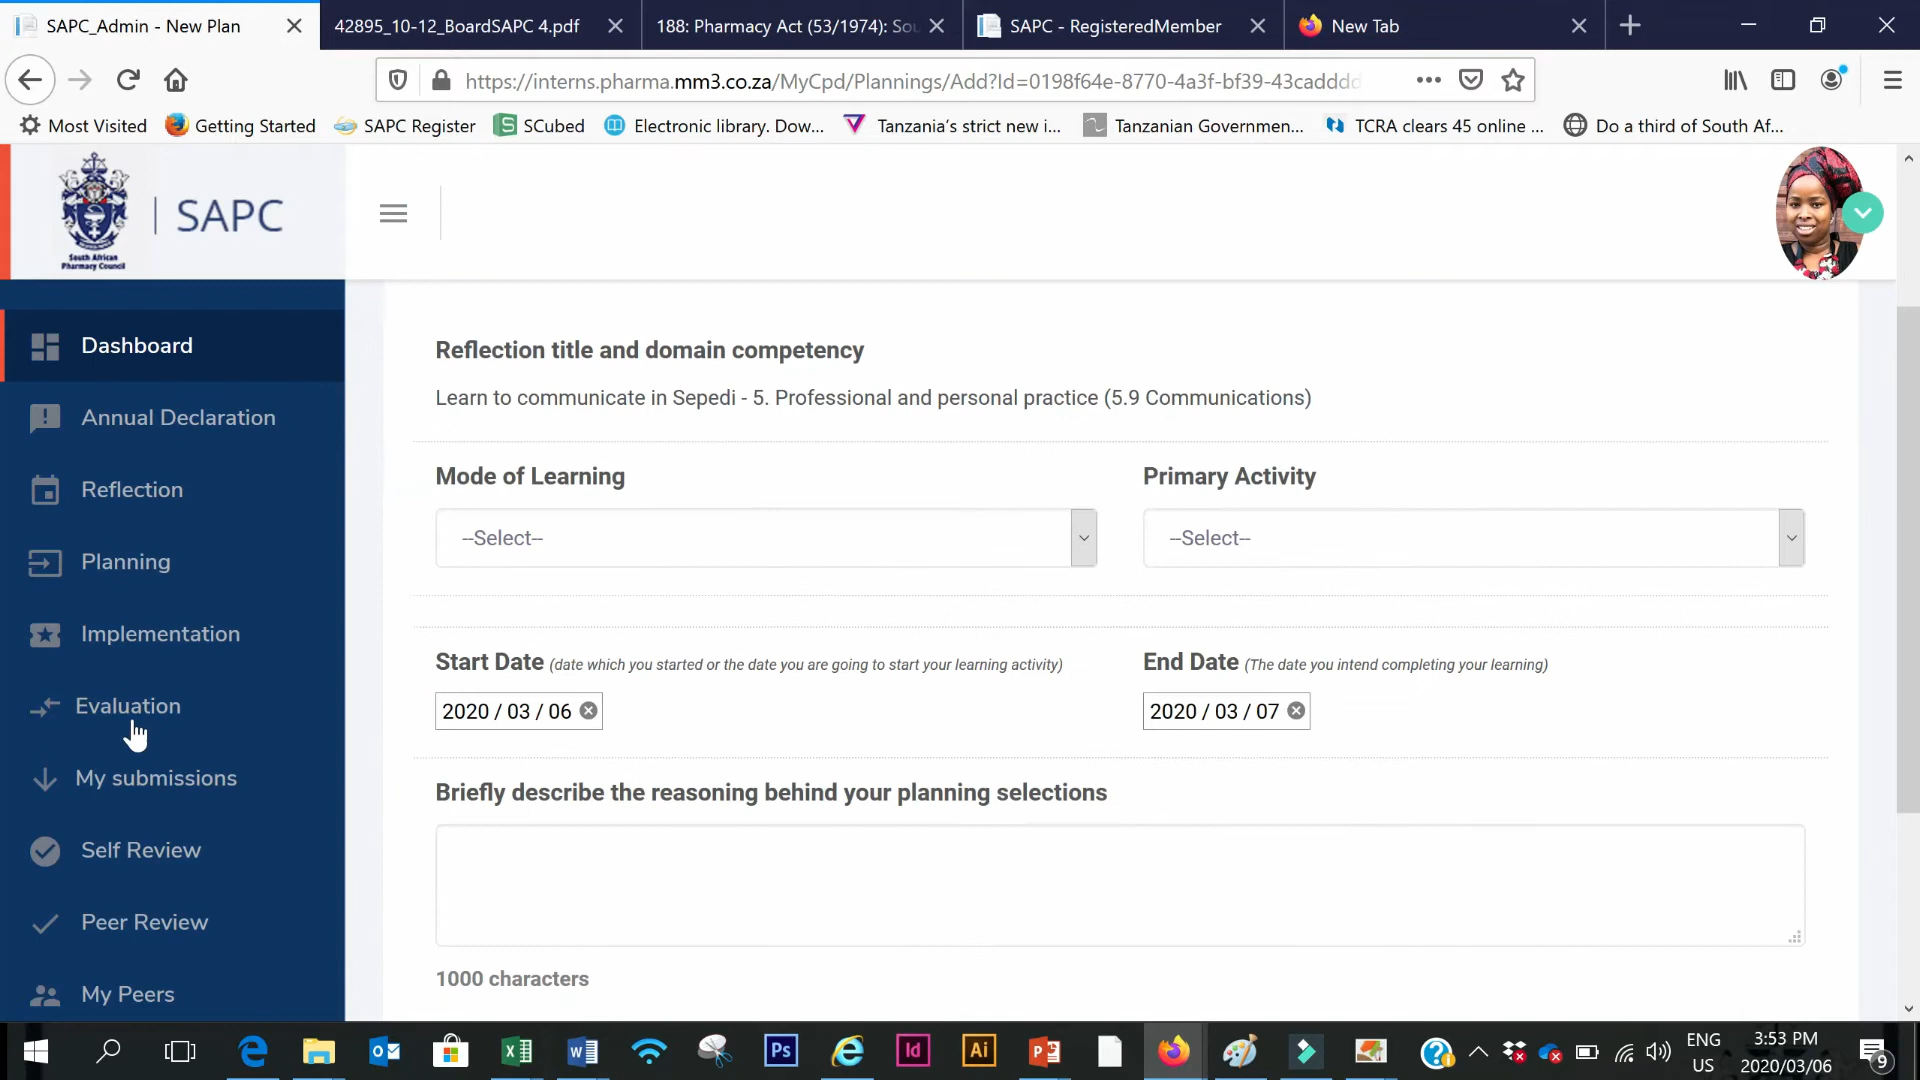 SAPC_Admin - New Plan
42895_10-12_BoardSAPC 4.pdf
188: Pharmacy Act (53/1974): Sou
SAPC - RegisteredMember
New Tab
https://interns.pharma.mm3.co.za/MyCpd/Plannings/Add?Id=0198f64e-8770-4a3f-bf39-43cadddd
Most Visited
Getting Started
SAPC Register
SCubed
Electronic library. Dow...
Tanzania's strict new i...
Tanzanian Governmen...
TCRA clears 45 online ...
Do a third of South Af...
South African
Pharmacy Council
SAPC
Dashboard
Annual Declaration
Reflection
Planning
Implementation
Evaluation
My submissions
Self Review
Peer Review
My Peers
Reflection title and domain competency
Learn to communicate in Sepedi - 5. Professional and personal practice (5.9 Communications)
Mode of Learning
Primary Activity
--Select--
--Select--
Start Date (date which you started or the date you are going to start your learning activity)
End Date (The date you intend completing your learning)
2020 / 03 / 06
2020 / 03 / 07
Briefly describe the reasoning behind your planning selections
1000 characters
Ps
Id
Ai
ENG
US
3:53 PM
2020/03/06
9